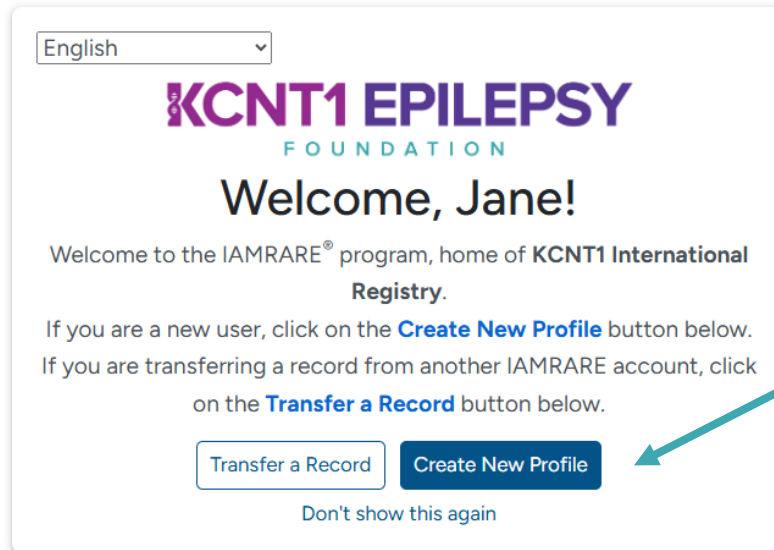 English
KCNT1 EPILEPSY
FOUNDATION
Welcome, Jane!
Welcome to the IAMRARE® program, home of KCNT1 International
Registry.
If you are a new user, click on the Create New Profile button below.
If you are transferring a record from another IAMRARE account, click
on the Transfer a Record button below.
Transfer a Record Create New Profile
Don't show this again